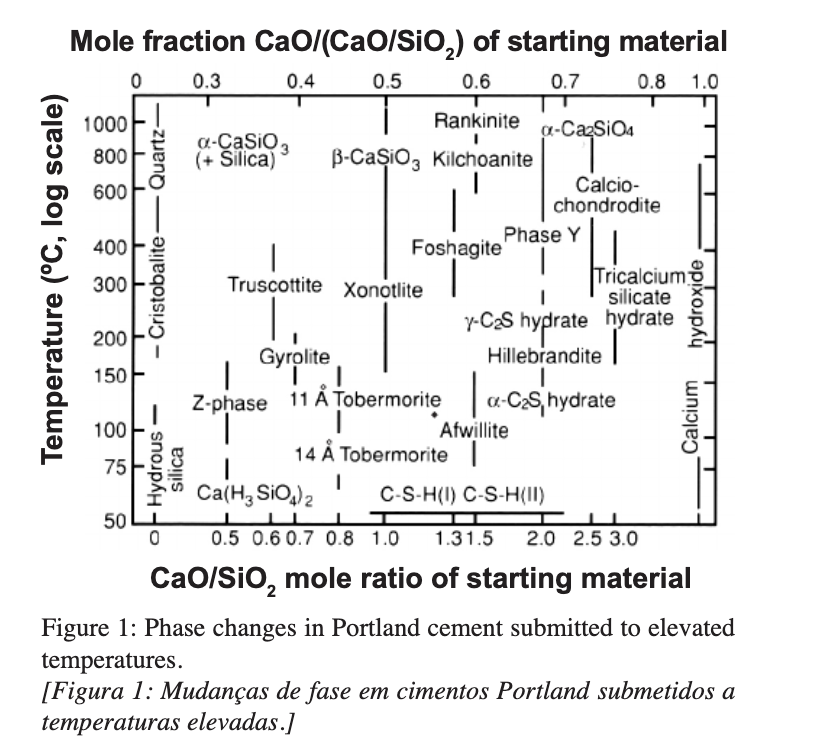 Mole fraction CaO/(CaO/SiO₂) of starting material
0 0.3 0.4 0.5 0.6 0.7 0.8 1.0
Temperature (ºC, log scale)
1000
800
600
400
300
200
150
100
75
50
Quartz
Cristobalite
Hydrous
silica
α-CaSiO₃
(+ Silica)
β-CaSiO₃
Rankinite
Kilchoanite
α-Ca₂SiO₄
Calcio-
chondrodite
Foshagite
Phase Y
Truscottite
Xonotlite
Tricalcium
silicate
hydrate
γ-C₂S hydrate
Gyrolite
Hillebrandite
Z-phase
11 Å Tobermorite
α-C₂S hydrate
Afwillite
14 Å Tobermorite
Ca(H₃SiO₄)₂
C-S-H(I) C-S-H(II)
Calcium hydroxide
0 0.5 0.6 0.7 0.8 1.0 1.31.5 2.0 2.5 3.0
CaO/SiO₂ mole ratio of starting material
Figure 1: Phase changes in Portland cement submitted to elevated
temperatures.
[Figura 1: Mudanças de fase em cimentos Portland submetidos a
temperaturas elevadas.]